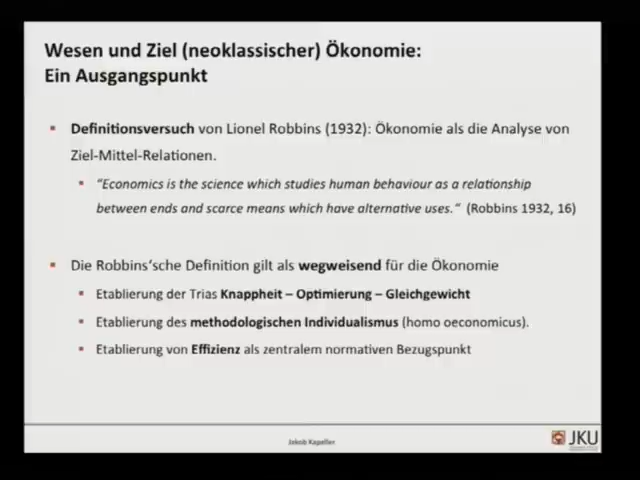 Wesen und Ziel (neoklassischer) Ökonomie:
Ein Ausgangspunkt
Definitionsversuch von Lionel Robbins (1932): Ökonomie als die Analyse von
Ziel-Mittel-Relationen.
"Economics is the science which studies human behaviour as a relationship
between ends and scarce means which have alternative uses." (Robbins 1932, 16)
Die Robbins'sche Definition gilt als wegweisend für die Ökonomie
Etablierung der Trias Knappheit – Optimierung – Gleichgewicht
Etablierung des methodologischen Individualismus (homo oeconomicus).
Etablierung von Effizienz als zentralem normativen Bezugspunkt
Jakob Kapeller
JKU